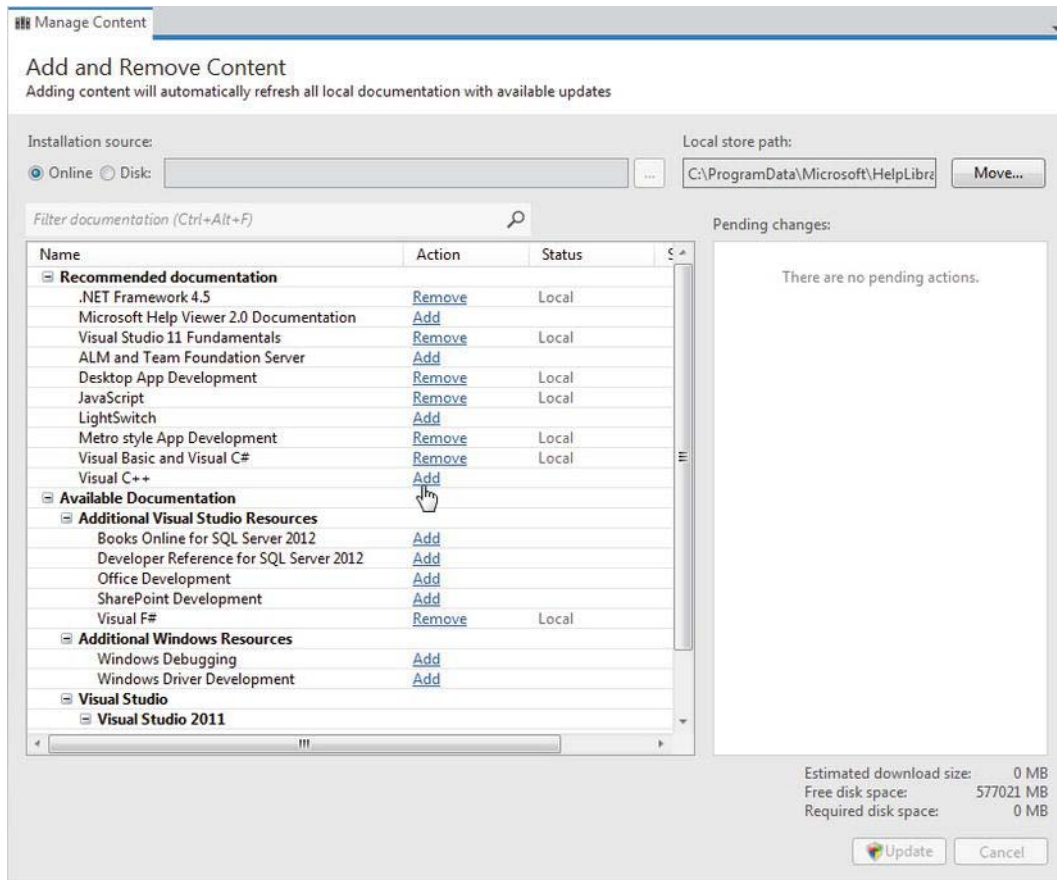 Manage Content
Add and Remove Content
Adding content will automatically refresh all local documentation with available updates
Installation source:
Local store path:
Online Disk: ... C:\ProgramData\Microsoft\HelpLibra Move...
Filter documentation (Ctrl+Alt+F)
Pending changes:
Name Action Status
There are no pending actions.
Recommended documentation
.NET Framework 4.5 Remove Local
Microsoft Help Viewer 2.0 Documentation Add
Visual Studio 11 Fundamentals Remove Local
ALM and Team Foundation Server Add
Desktop App Development Remove Local
JavaScript Remove Local
LightSwitch Add
Metro style App Development Remove Local
Visual Basic and Visual C# Remove Local
Visual C++ Add
Available Documentation
Additional Visual Studio Resources
Books Online for SQL Server 2012 Add
Developer Reference for SQL Server 2012 Add
Office Development Add
SharePoint Development Add
Visual F# Remove Local
Additional Windows Resources
Windows Debugging Add
Windows Driver Development Add
Visual Studio
Visual Studio 2011
Estimated download size: 0 MB
Free disk space: 577021 MB
Required disk space: 0 MB
Update Cancel